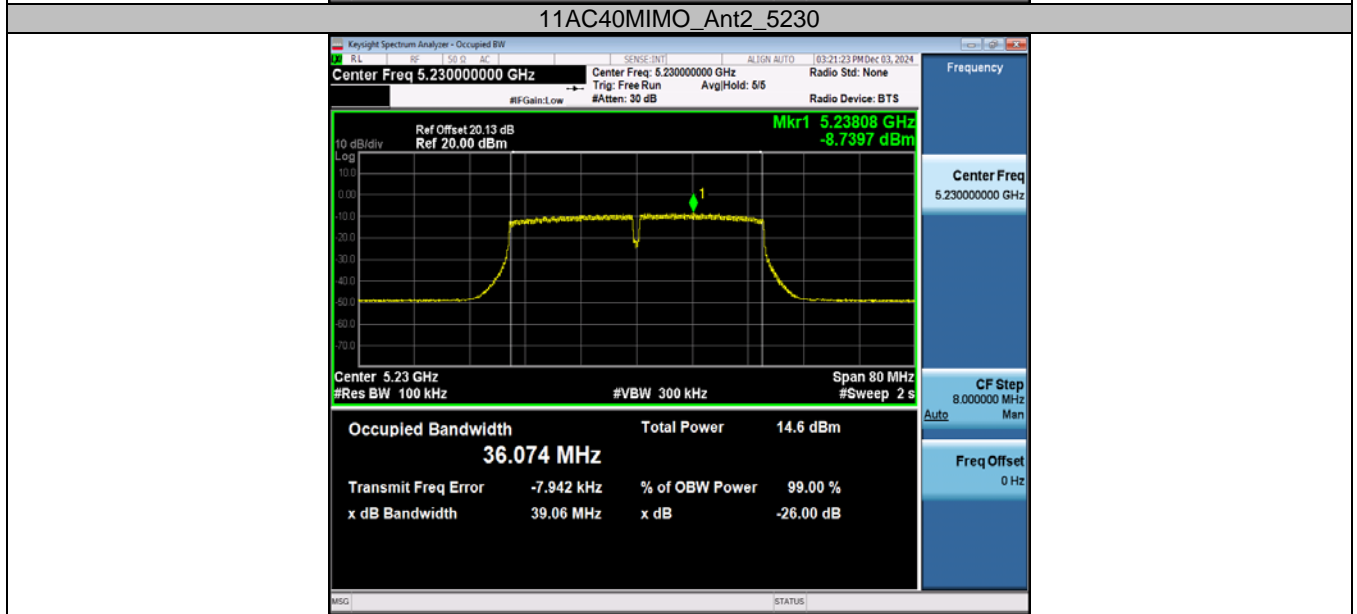 11AC40MIMO_Ant2_5230
Keysight Spectrum Analyzer - Occupied BW
RL RF 50 Ω AC SENSE:INT ALIGN AUTO 03:21:23 PM Dec 03, 2024
Center Freq 5.230000000 GHz
Center Freq: 5.230000000 GHz
Radio Std: None
Trig: Free Run Avg|Hold: 5/5
#IFGain:Low #Atten: 30 dB
Radio Device: BTS
Frequency
Ref Offset 20.13 dB
10 dB/div Ref 20.00 dBm
Mkr1 5.23808 GHz
-8.7397 dBm
Log
10.0
0.00
-10.0
-20.0
-30.0
-40.0
-50.0
-60.0
-70.0
1
Center 5.23 GHz Span 80 MHz
#Res BW 100 kHz #VBW 300 kHz #Sweep 2 s
Center Freq
5.230000000 GHz
CF Step
8.000000 MHz
Auto Man
Freq Offset
0 Hz
Occupied Bandwidth Total Power 14.6 dBm
36.074 MHz
Transmit Freq Error -7.942 kHz % of OBW Power 99.00 %
x dB Bandwidth 39.06 MHz x dB -26.00 dB
MSG STATUS